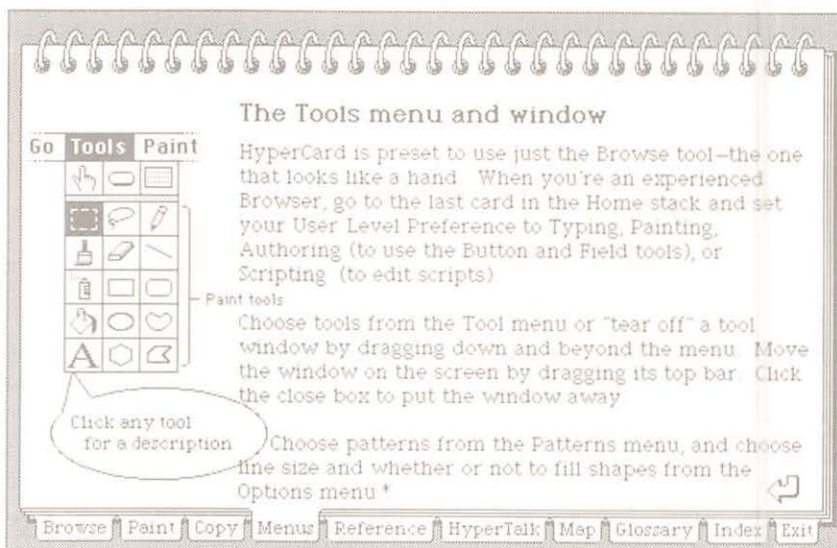 The Tools menu and window
Go Tools Paint
HyperCard is preset to use just the Browse tool–the one
that looks like a hand When you're an experienced
Browser, go to the last card in the Home stack and set
your User Level Preference to Typing, Painting,
Authoring (to use the Button and Field tools), or
Scripting (to edit scripts)
Paint tools
Choose tools from the Tool menu or "tear off" a tool
window by dragging down and beyond the menu. Move
the window on the screen by dragging its top bar. Click
the close box to put the window away
A
Click any tool
for a description
Choose patterns from the Patterns menu, and choose
line size and whether or not to fill shapes from the
Options menu.*
Browse Paint Copy Menus Reference HyperTalk Map Glossary Index Exit